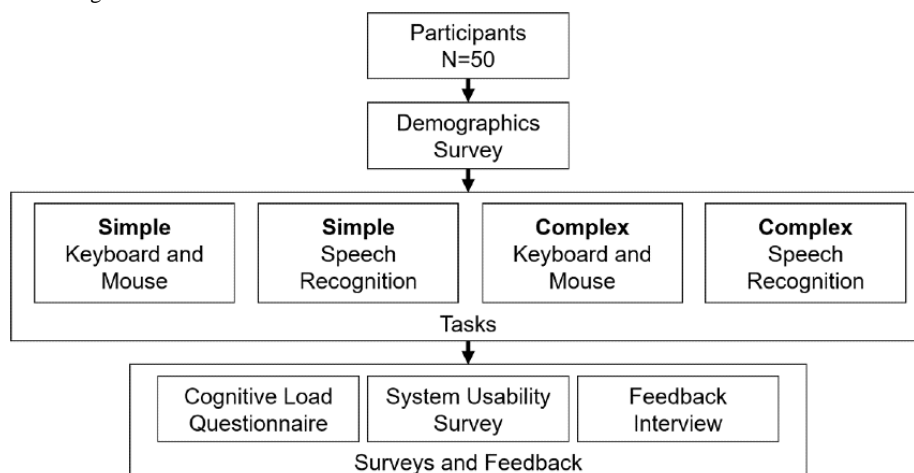 Participants
N=50
Demographics
Survey
Simple
Keyboard and
Mouse
Simple
Speech
Recognition
Complex
Keyboard and
Mouse
Complex
Speech
Recognition
Tasks
Cognitive Load
Questionnaire
System Usability
Survey
Feedback
Interview
Surveys and Feedback